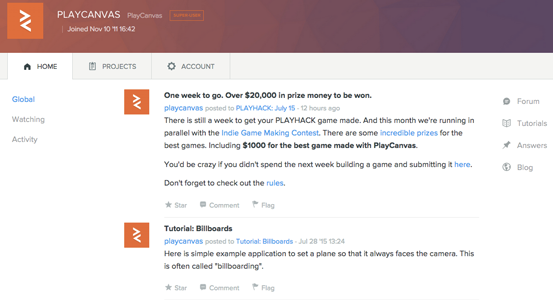 PLAYCANVAS PlayCanvas SUPER USER
Joined Nov 10 '11 16:42
HOME PROJECTS ACCOUNT
Global
Watching
Activity
One week to go. Over $20,000 in prize money to be won.
playcanvas posted to PLAYHACK: July 15 - 12 hours ago
There is still a week to get your PLAYHACK game made. And this month we're running in
parallel with the Indie Game Making Contest. There are some incredible prizes for the
best games. Including $1000 for the best game made with PlayCanvas.
You'd be crazy if you didn't spend the next week building a game and submitting it here.
Don't forget to check out the rules.
Star Comment Flag
Tutorial: Billboards
playcanvas posted to Tutorial: Billboards - Jul 28 '15 13:24
Here is simple example application to set a plane so that it always faces the camera. This
is often called "billboarding".
Star Comment Flag
Forum
Tutorials
Answers
Blog